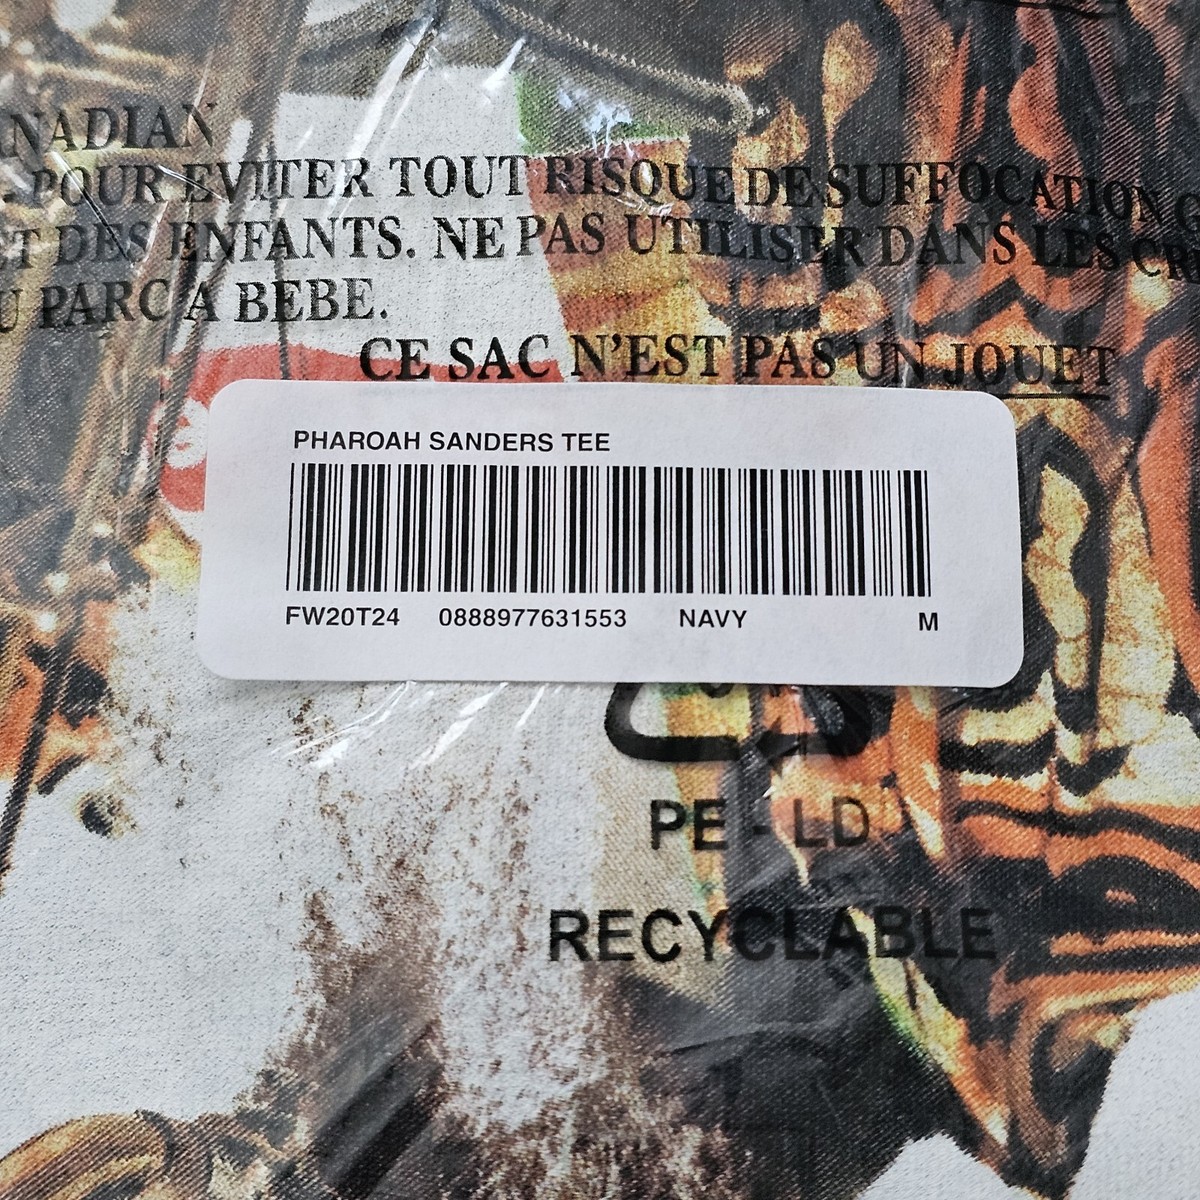 NADIAN
. POUR EVITER TOUT RISQUE DE SUFFOCATION
ET DES ENFANTS. NE PAS UTILISER DANS LES
U PARC A BEBE.
CE SAC N'EST PAS UN JOUET
PHAROAH SANDERS TEE
FW20T24 0888977631553 NAVY M
PE - LD
RECYCLABLE